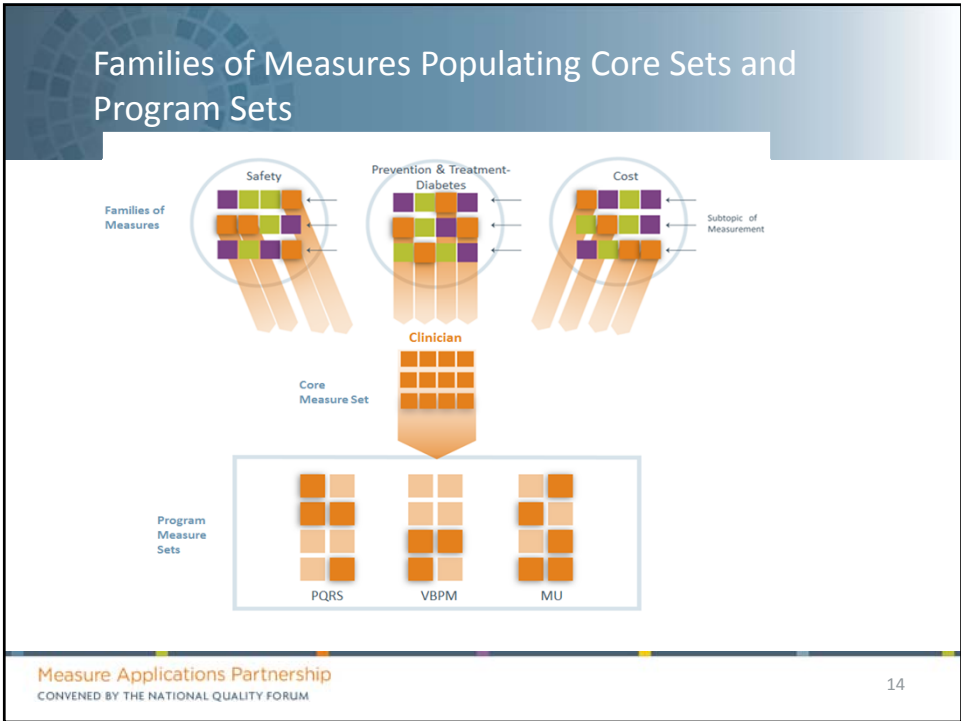 Families of Measures Populating Core Sets and
Program Sets
Safety
Prevention & Treatment-
Diabetes
Cost
Families of
Measures
Subtopic of
Measurement
Clinician
Core
Measure Set
Program
Measure
Sets
PQRS
VBPM
MU
Measure Applications Partnership
CONVENED BY THE NATIONAL QUALITY FORUM
14